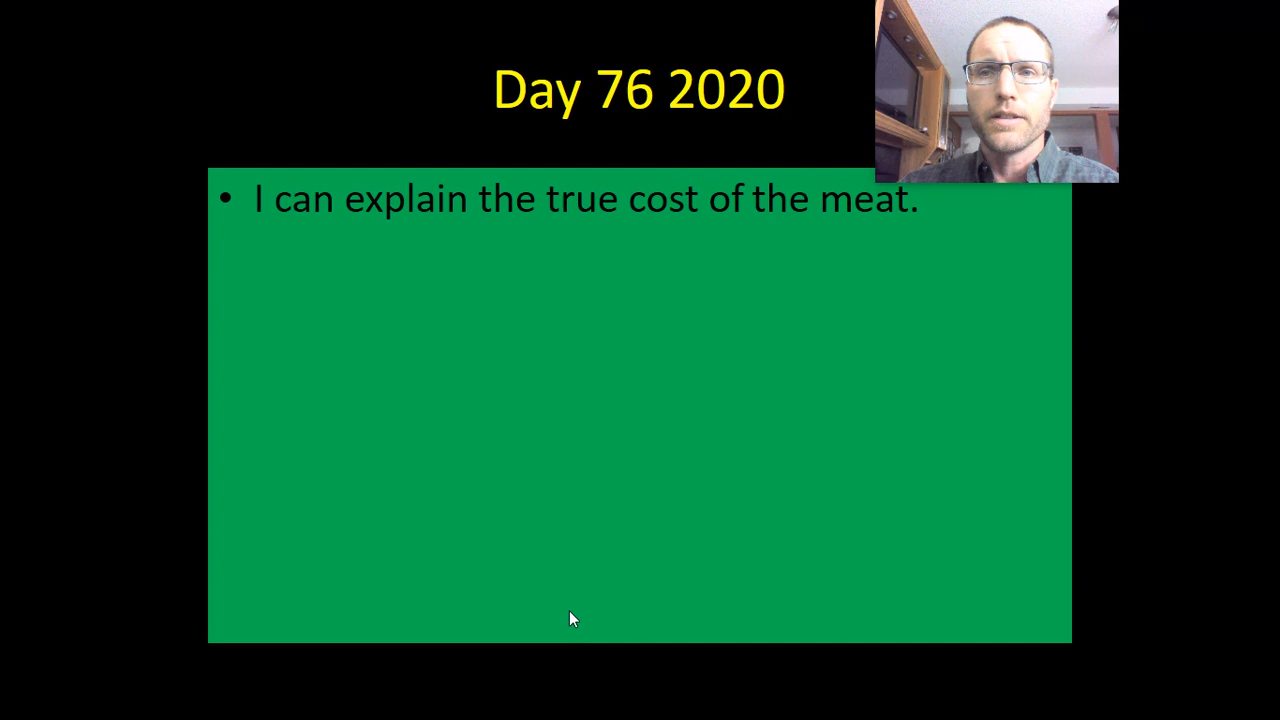 Day 76 2020
• I can explain the true cost of the meat.